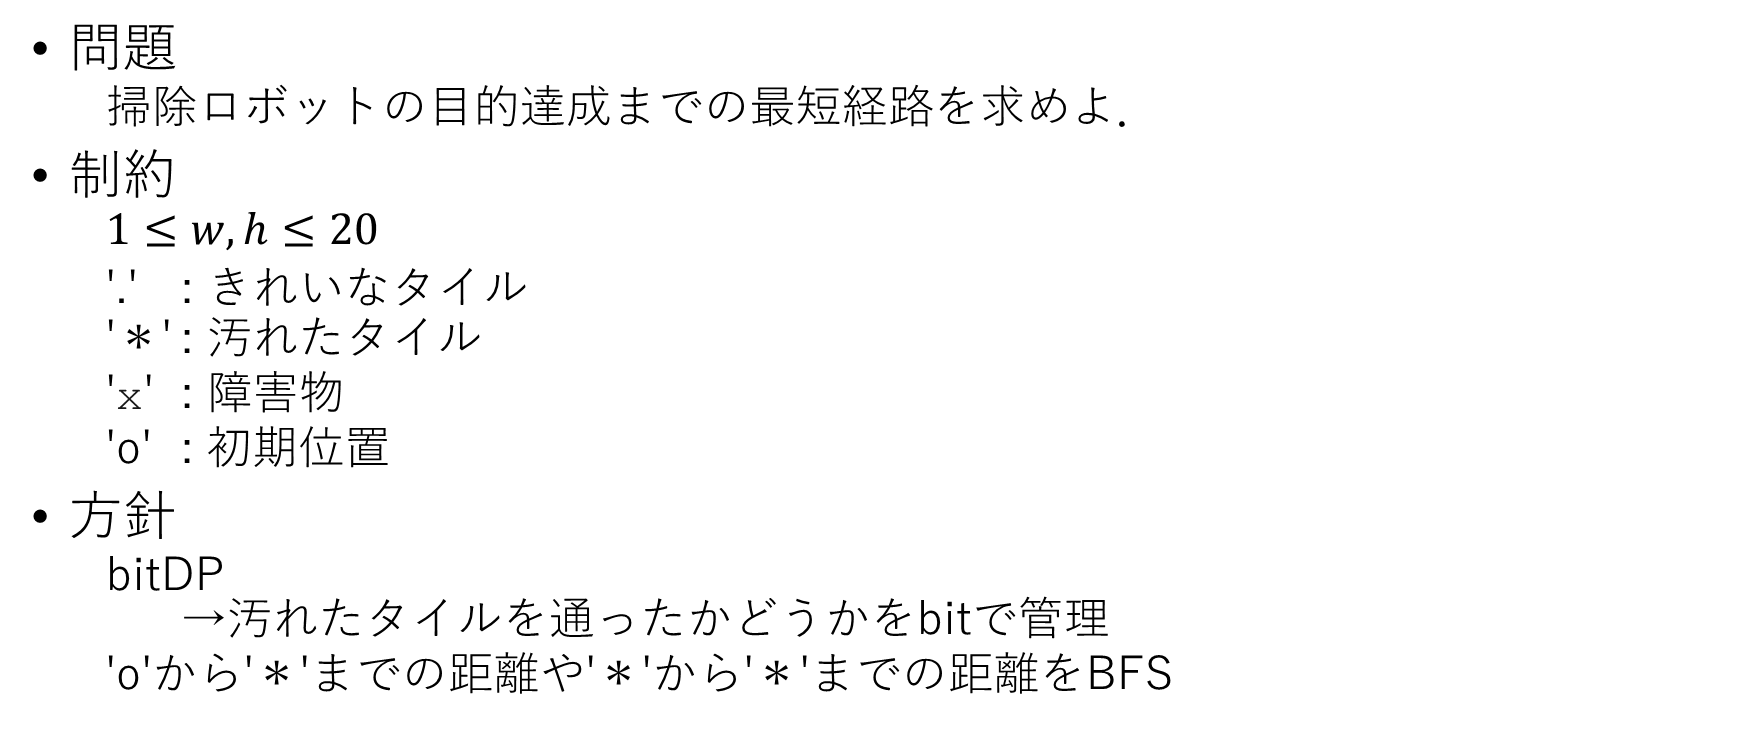 • 問題
掃除ロボットの目的達成までの最短経路を求めよ.
• 制約
1 ≤ w, h ≤ 20
'.' : きれいなタイル
'＊' : 汚れたタイル
'x' : 障害物
'o' : 初期位置
• 方針
bitDP
→汚れたタイルを通ったかどうかをbitで管理
'o'から'＊'までの距離や'＊'から'＊'までの距離をBFS